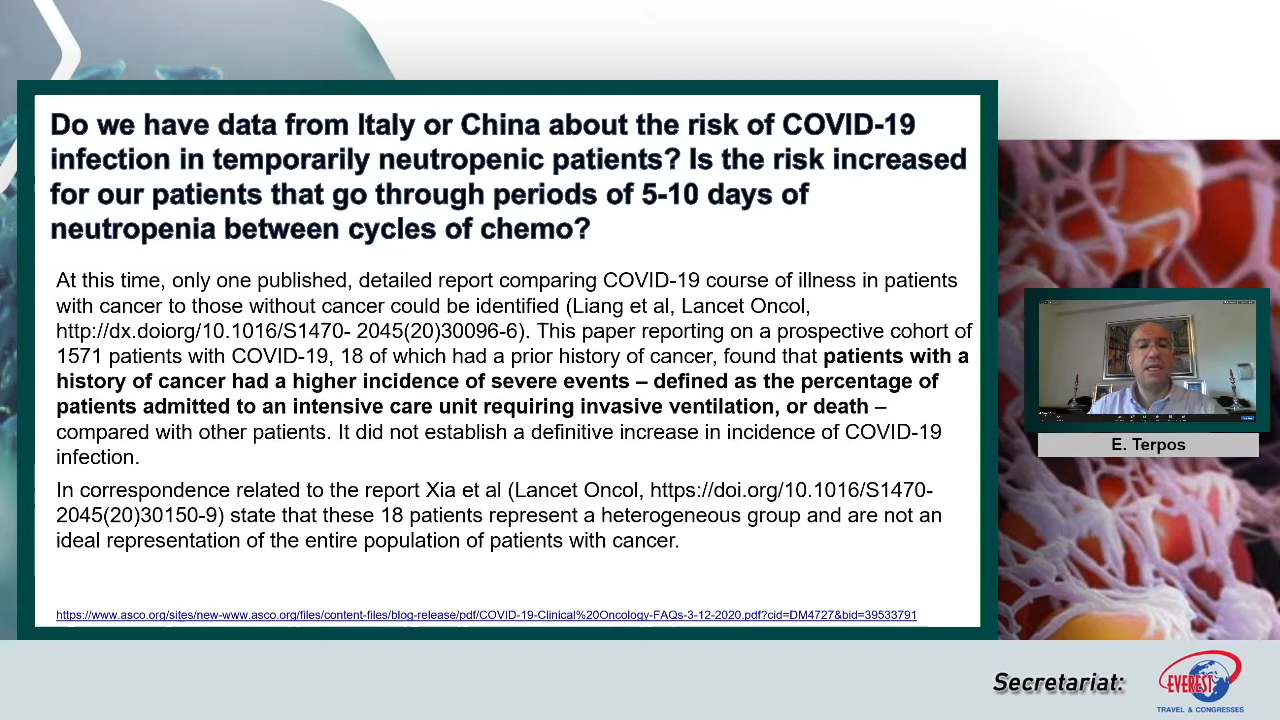 Do we have data from Italy or China about the risk of COVID-19
infection in temporarily neutropenic patients? Is the risk increased
for our patients that go through periods of 5-10 days of
neutropenia between cycles of chemo?
At this time, only one published, detailed report comparing COVID-19 course of illness in patients
with cancer to those without cancer could be identified (Liang et al, Lancet Oncol,
http://dx.doiorg/10.1016/S1470- 2045(20)30096-6). This paper reporting on a prospective cohort of
1571 patients with COVID-19, 18 of which had a prior history of cancer, found that patients with a
history of cancer had a higher incidence of severe events – defined as the percentage of
patients admitted to an intensive care unit requiring invasive ventilation, or death –
compared with other patients. It did not establish a definitive increase in incidence of COVID-19
infection.
In correspondence related to the report Xia et al (Lancet Oncol, https://doi.org/10.1016/S1470-
2045(20)30150-9) state that these 18 patients represent a heterogeneous group and are not an
ideal representation of the entire population of patients with cancer.
https://www.asco.org/sites/new-www.asco.org/files/content-files/blog-release/pdf/COVID-19-Clinical%20Oncology-FAQs-3-12-2020.pdf?cid=DM4727&bid=39533791
E. Terpos
Secretariat:
EVEREST
TRAVEL & CONGRESSES